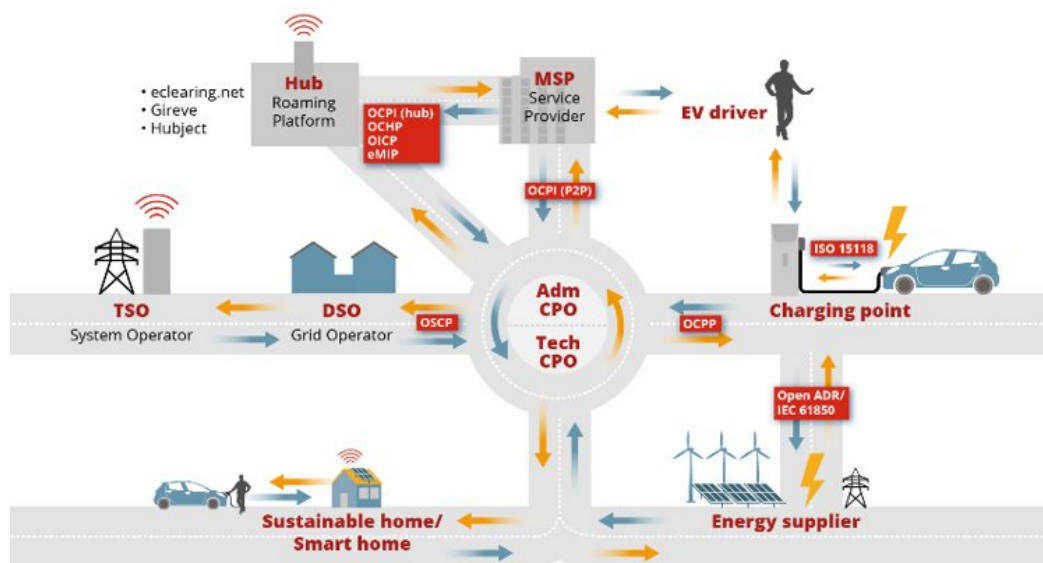 Hub
Roaming
Platform
• eclearing.net
• Gireve
• Hubject
OCPI (hub)
OCHP
OICP
eMIP
MSP
Service
Provider
EV driver
OCPI (P2P)
ISO 15118
TSO
System Operator
DSO
Grid Operator
OSCP
Adm
CPO
Tech
CPO
OCPP
Charging point
Open ADR/
IEC 61850
Sustainable home/
Smart home
Energy supplier